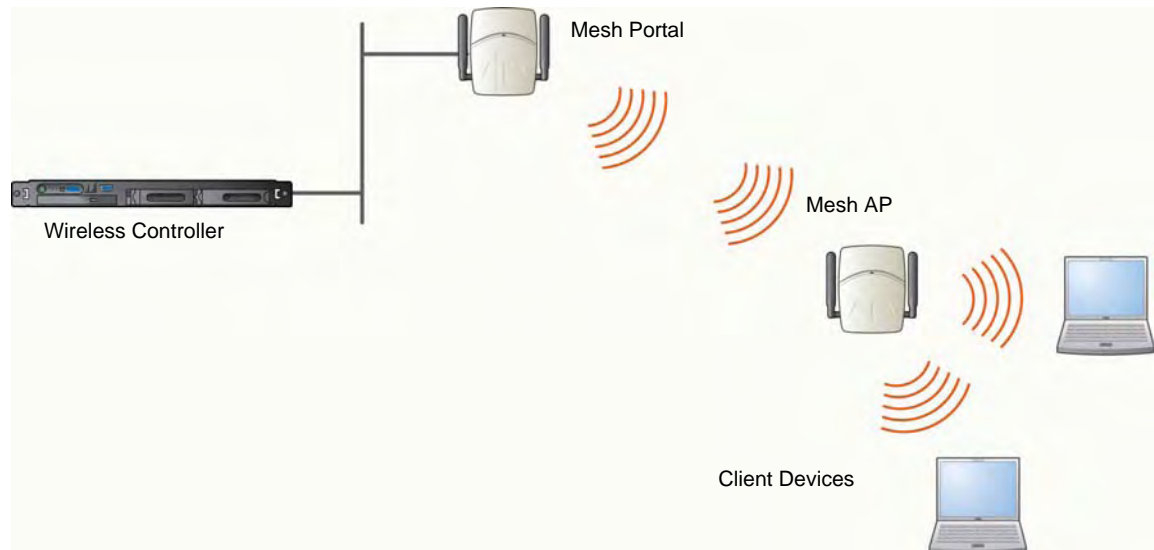 Mesh Portal
Wireless Controller
Mesh AP
Client Devices